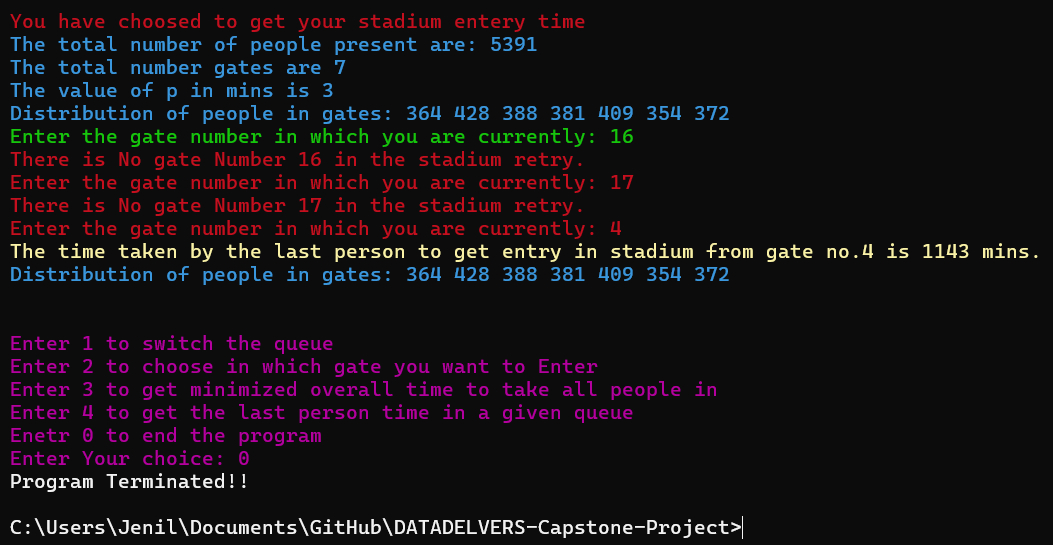 You have choosed to get your stadium entery time
The total number of people present are: 5391
The total number gates are 7
The value of p in mins is 3
Distribution of people in gates: 364 428 388 381 409 354 372
Enter the gate number in which you are currently: 16
There is No gate Number 16 in the stadium retry.
Enter the gate number in which you are currently: 17
There is No gate Number 17 in the stadium retry.
Enter the gate number in which you are currently: 4
The time taken by the last person to get entry in stadium from gate no.4 is 1143 mins.
Distribution of people in gates: 364 428 388 381 409 354 372
Enter 1 to switch the queue
Enter 2 to choose in which gate you want to Enter
Enter 3 to get minimized overall time to take all people in
Enter 4 to get the last person time in a given queue
Enetr 0 to end the program
Enter Your choice: 0
Program Terminated!!
C:\Users\Jenil\Documents\GitHub\DATADELVERS-Capstone-Project>